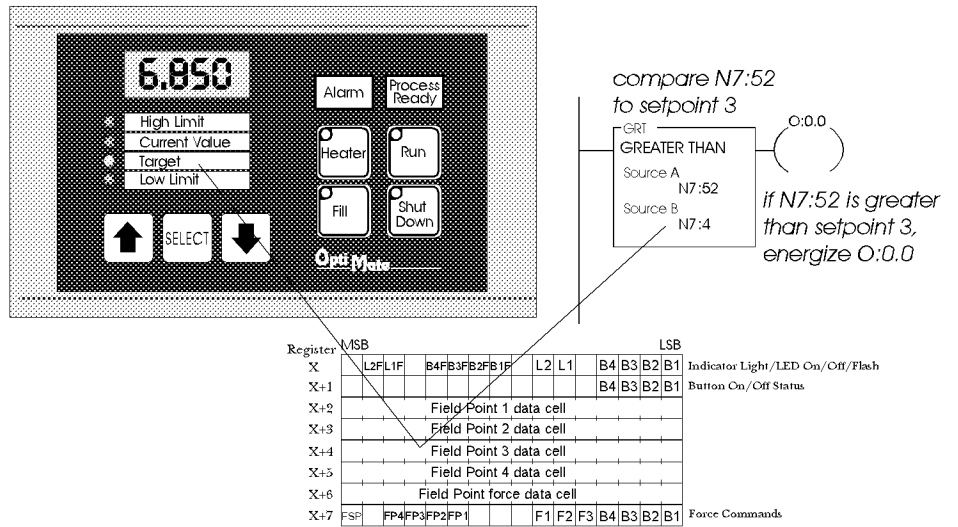 6.850
High Limit
Current Value
Target
Low Limit
SELECT
Alarm
Process
Ready
Heater
Run
Fill
Shut
Down
Opti Mate
compare N7:52
to setpoint 3
GRT
GREATER THAN
Source A
N7:52
Source B
N7:4
O:0.0
if N7:52 is greater
than setpoint 3,
energize O:0.0
Register MSB LSB
X L2F L1F B4F B3F B2F B1F L2 L1 B4 B3 B2 B1 Indicator Light/LED On/Off/Flash
X+1 B4 B3 B2 B1 Button On/Off Status
X+2 Field Point 1 data cell
X+3 Field Point 2 data cell
X+4 Field Point 3 data cell
X+5 Field Point 4 data cell
X+6 Field Point force data cell
X+7 FSP FP4 FP3 FP2 FP1 F1 F2 F3 B4 B3 B2 B1 Force Commands